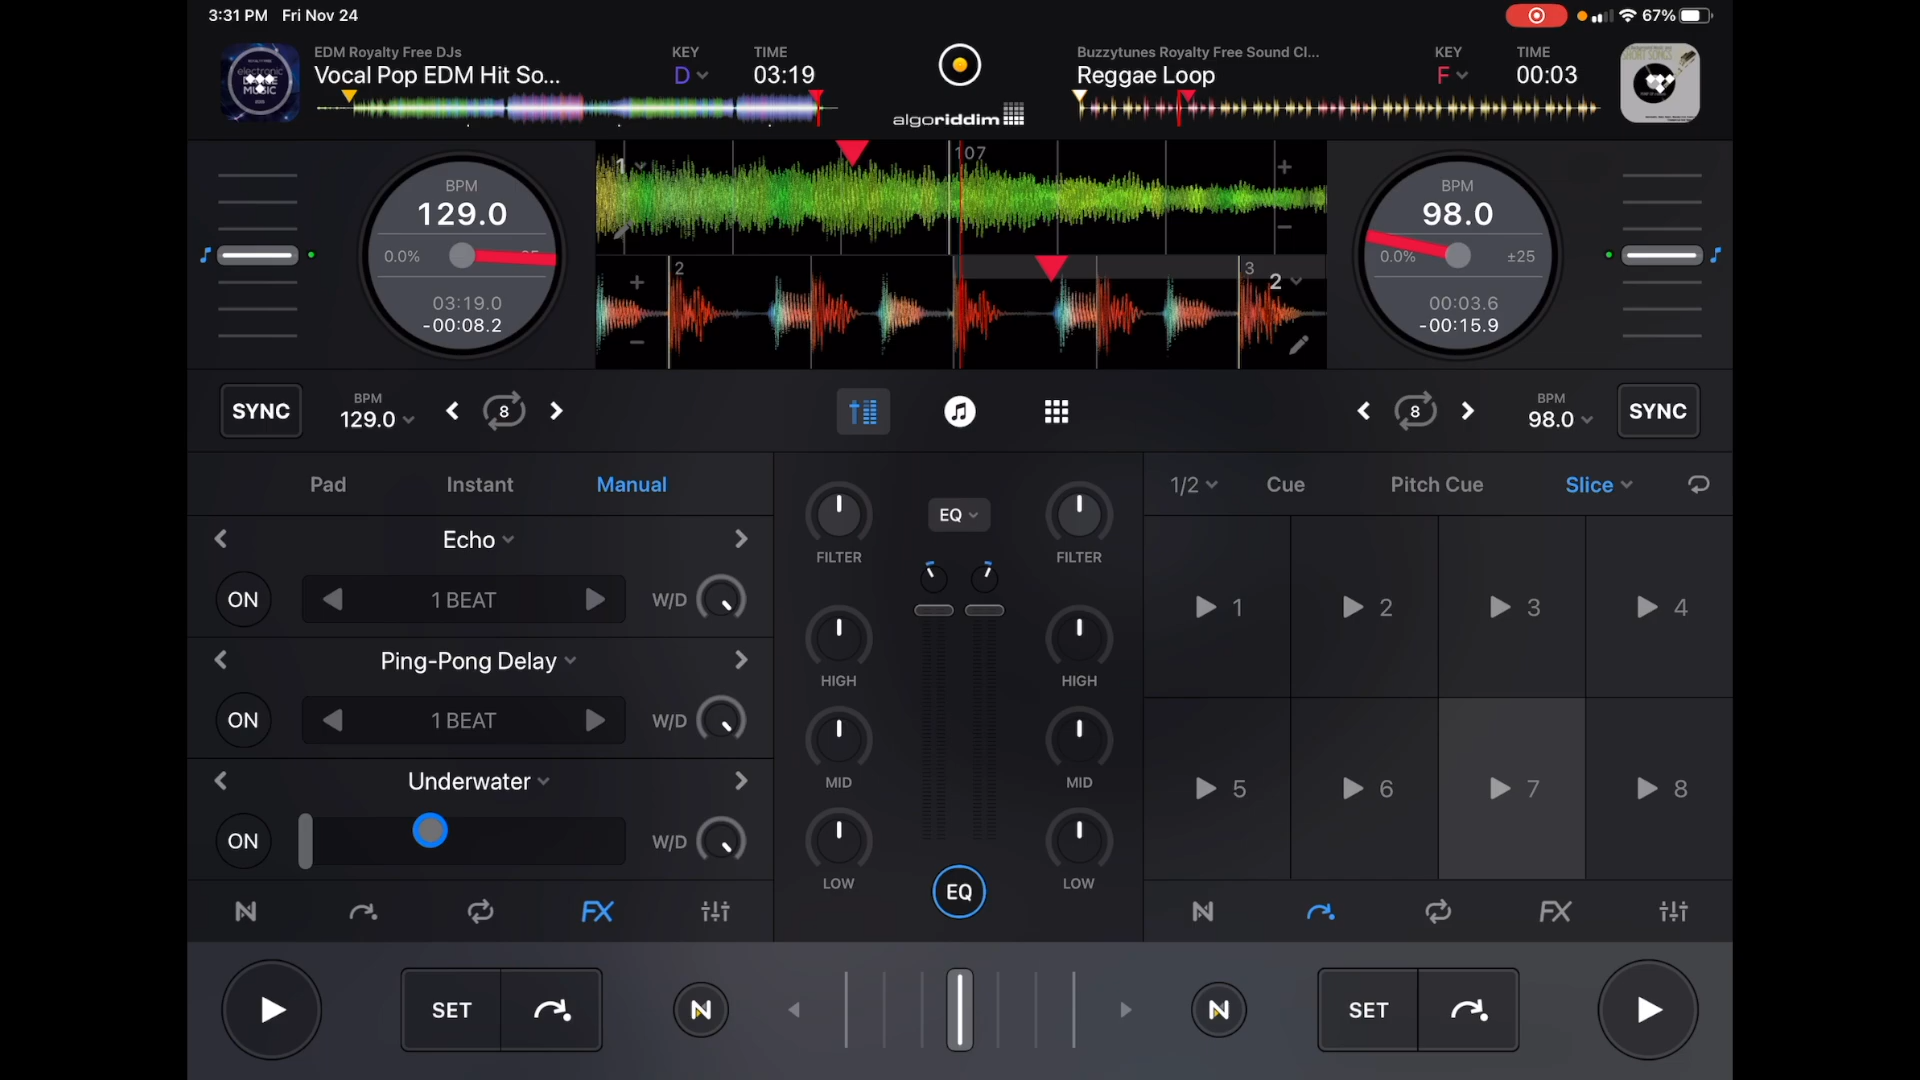 3:31 PM Fri Nov 24
67%
EDM Royalty Free DJs
Vocal Pop EDM Hit So...
KEY
D
TIME
03:19
algoriddim
Buzzytunes Royalty Free Sound Cl...
Reggae Loop
KEY
F
TIME
00:03
BPM
129.0
0.0%
03:19.0
-00:08.2
1
107
2
3
2
BPM
98.0
0.0%
±25
00:03.6
-00:15.9
SYNC
BPM
129.0
8
8
BPM
98.0
SYNC
Pad
Instant
Manual
Echo
ON
1 BEAT
W/D
Ping-Pong Delay
ON
1 BEAT
W/D
Underwater
ON
W/D
FX
FILTER
HIGH
MID
LOW
EQ
EQ
FILTER
HIGH
MID
LOW
1/2
Cue
Pitch Cue
Slice
1
2
3
4
5
6
7
8
FX
SET
SET